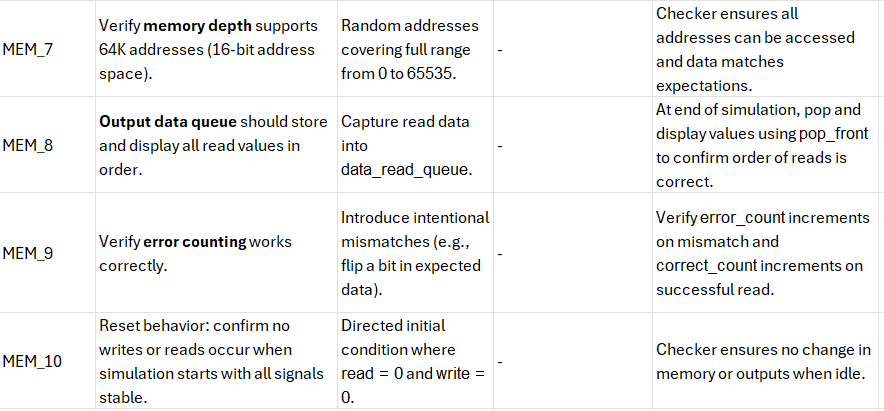 MEM_7
Verify memory depth supports
64K addresses (16-bit address
space).
Random addresses
covering full range
from 0 to 65535.
-
Checker ensures all
addresses can be accessed
and data matches
expectations.
MEM_8
Output data queue should store
and display all read values in
order.
Capture read data
into
data_read_queue.
-
At end of simulation, pop and
display values using pop_front
to confirm order of reads is
correct.
MEM_9
Verify error counting works
correctly.
Introduce intentional
mismatches (e.g.,
flip a bit in expected
data).
-
Verify error_count increments
on mismatch and
correct_count increments on
successful read.
MEM_10
Reset behavior: confirm no
writes or reads occur when
simulation starts with all signals
stable.
Directed initial
condition where
read = 0 and write =
0.
-
Checker ensures no change in
memory or outputs when idle.